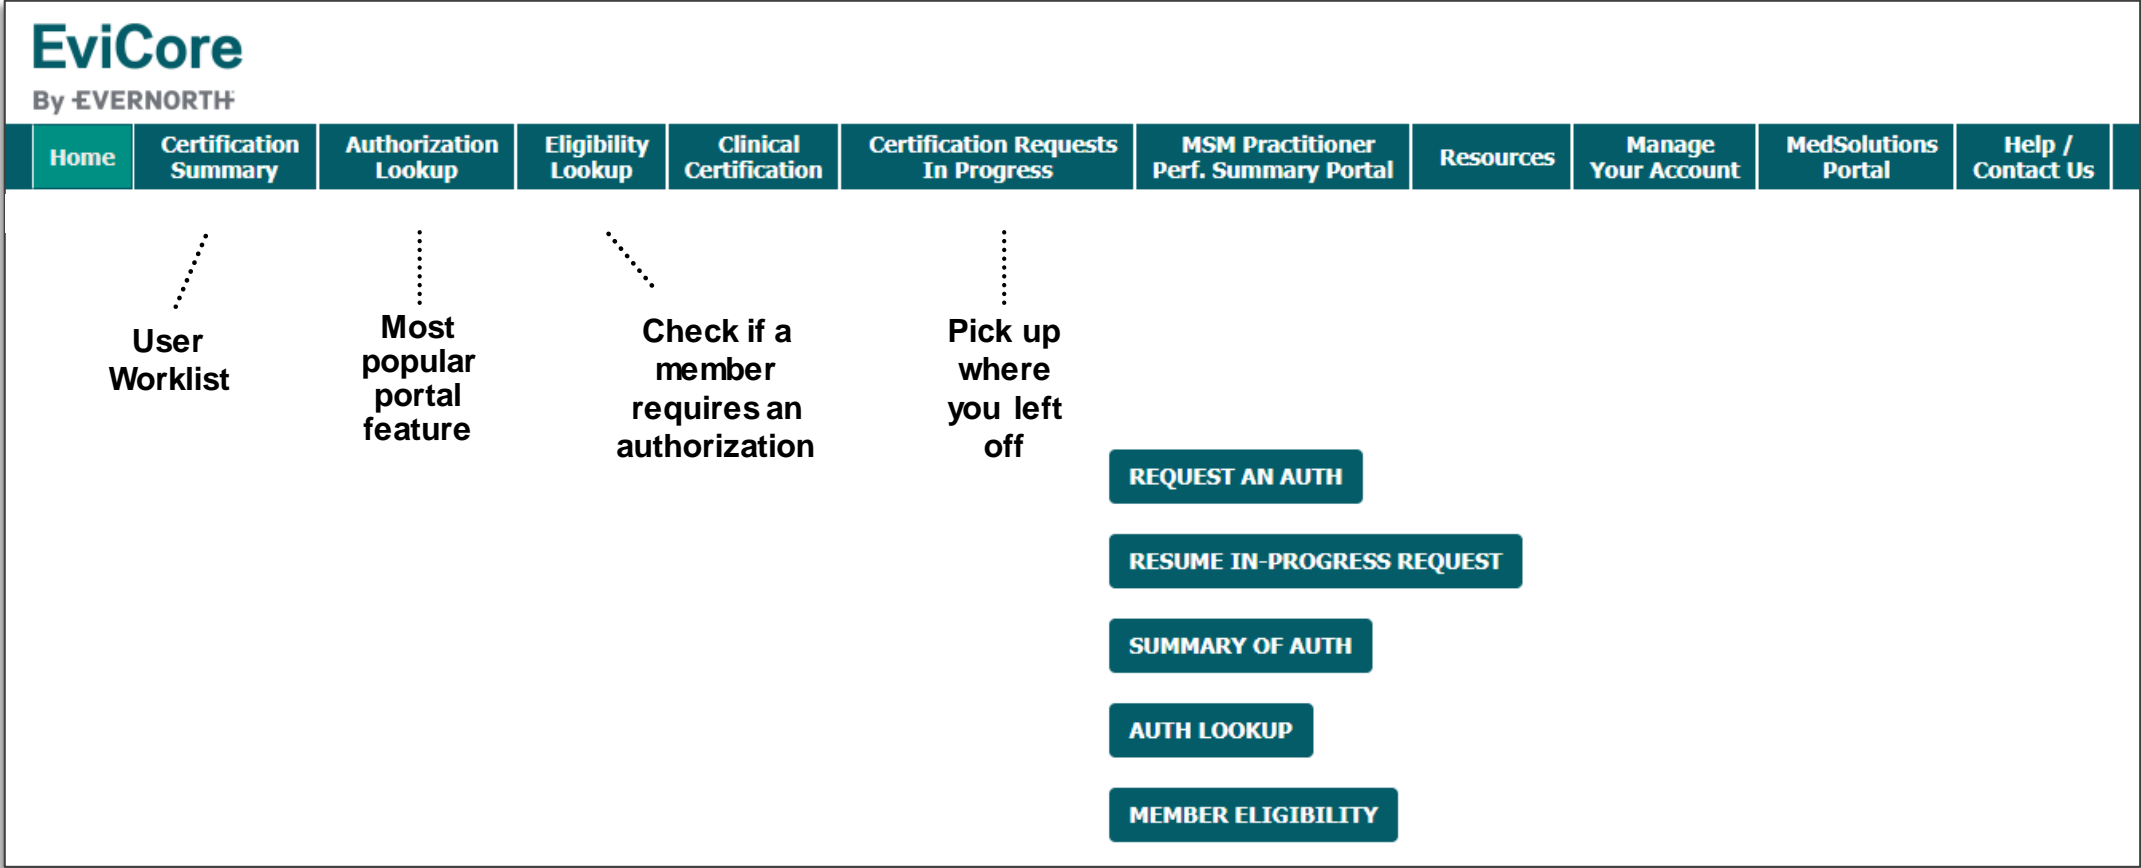 EviCore
By EVERNORTH
Home
Certification
Summary
Authorization
Lookup
Eligibility
Lookup
Clinical
Certification
Certification Requests
In Progress
MSM Practitioner
Perf. Summary Portal
Resources
Manage
Your Account
MedSolutions
Portal
Help /
Contact Us
User
Worklist
Most
popular
portal
feature
Check if a
member
requires an
authorization
Pick up
where
you left
off
REQUEST AN AUTH
RESUME IN-PROGRESS REQUEST
SUMMARY OF AUTH
AUTH LOOKUP
MEMBER ELIGIBILITY